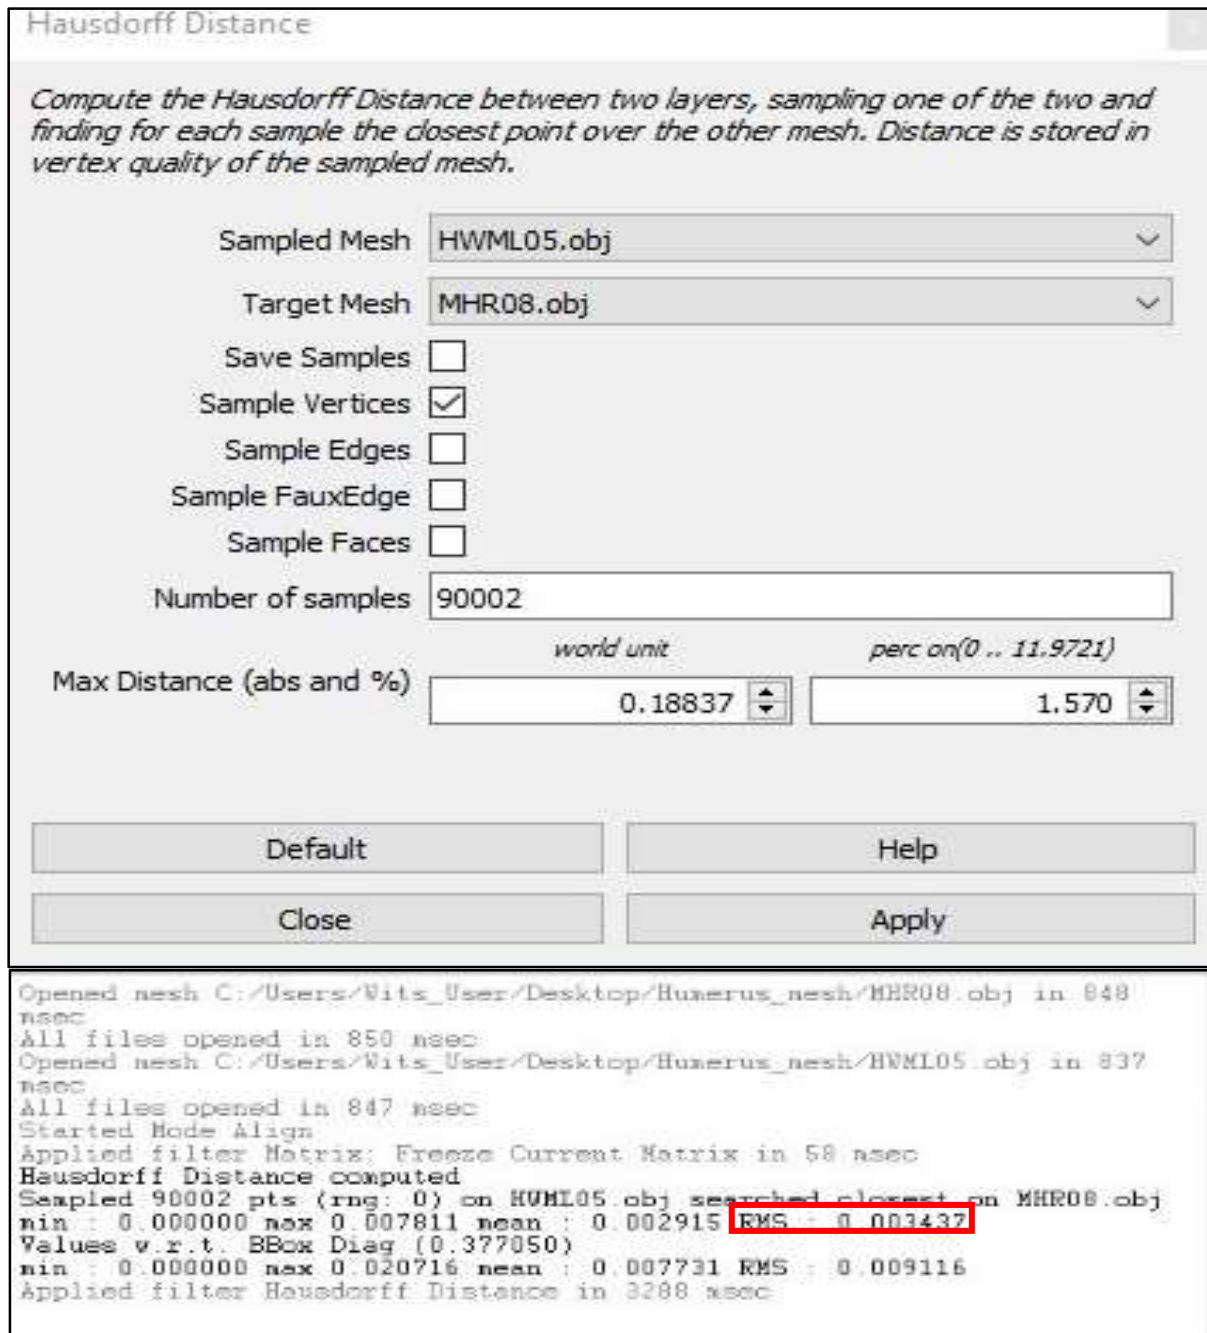 Hausdorff Distance
Compute the Hausdorff Distance between two layers, sampling one of the two and
finding for each sample the closest point over the other mesh. Distance is stored in
vertex quality of the sampled mesh.
Sampled Mesh HWML05.obj
Target Mesh MHR08.obj
Save Samples
Sample Vertices
Sample Edges
Sample FauxEdge
Sample Faces
Number of samples 90002
world unit perc on(0 .. 11.9721)
Max Distance (abs and %) 0.18837 1.570
Default Help
Close Apply
Opened mesh C:/Users/Wits_User/Desktop/Humerus_mesh/MHR08.obj in 848
msec
All files opened in 850 msec
Opened mesh C:/Users/Wits_User/Desktop/Humerus_mesh/HWML05.obj in 837
msec
All files opened in 847 msec
Started Mode Align
Applied filter Matrix: Freeze Current Matrix in 58 msec
Hausdorff Distance computed
Sampled 90002 pts (rng: 0) on HWML05.obj searched closest on MHR08.obj
min : 0.000000 max 0.007811 mean : 0.002915 RMS : 0.003437
Values w.r.t. BBox Diag (0.377050)
min : 0.000000 max 0.020716 mean : 0.007731 RMS : 0.009116
Applied filter Hausdorff Distance in 3288 msec